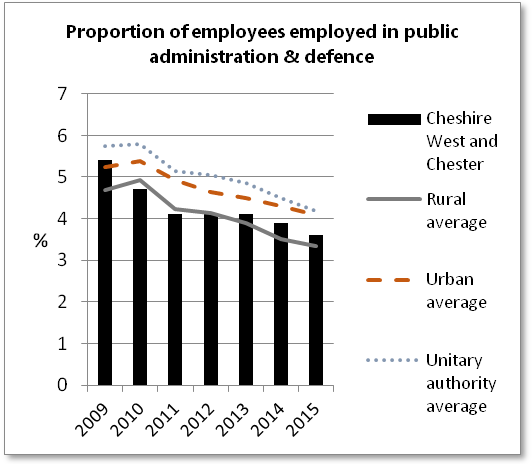 Proportion of employees employed in public
administration & defence
7
6
5
4
3
2
1
0
%
2009
2010
2011
2012
2013
2014
2015
Cheshire
West and
Chester
Rural
average
Urban
average
Unitary
authority
average